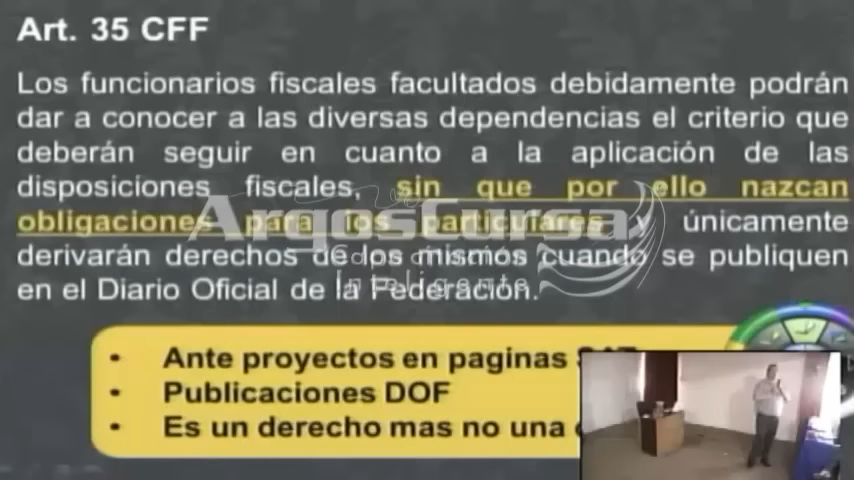 Art. 35 CFF
Los funcionarios fiscales facultados debidamente podrán
dar a conocer a las diversas dependencias el criterio que
deberán seguir en cuanto a la aplicación de las
disposiciones fiscales, sin que por ello nazcan
obligaciones para los particulares y únicamente
derivarán derechos de los mismos cuando se publiquen
en el Diario Oficial de la Federación.
ArgosCursa
Capacitación
Inteligente
• Ante proyectos en paginas
• Publicaciones DOF
• Es un derecho mas no una